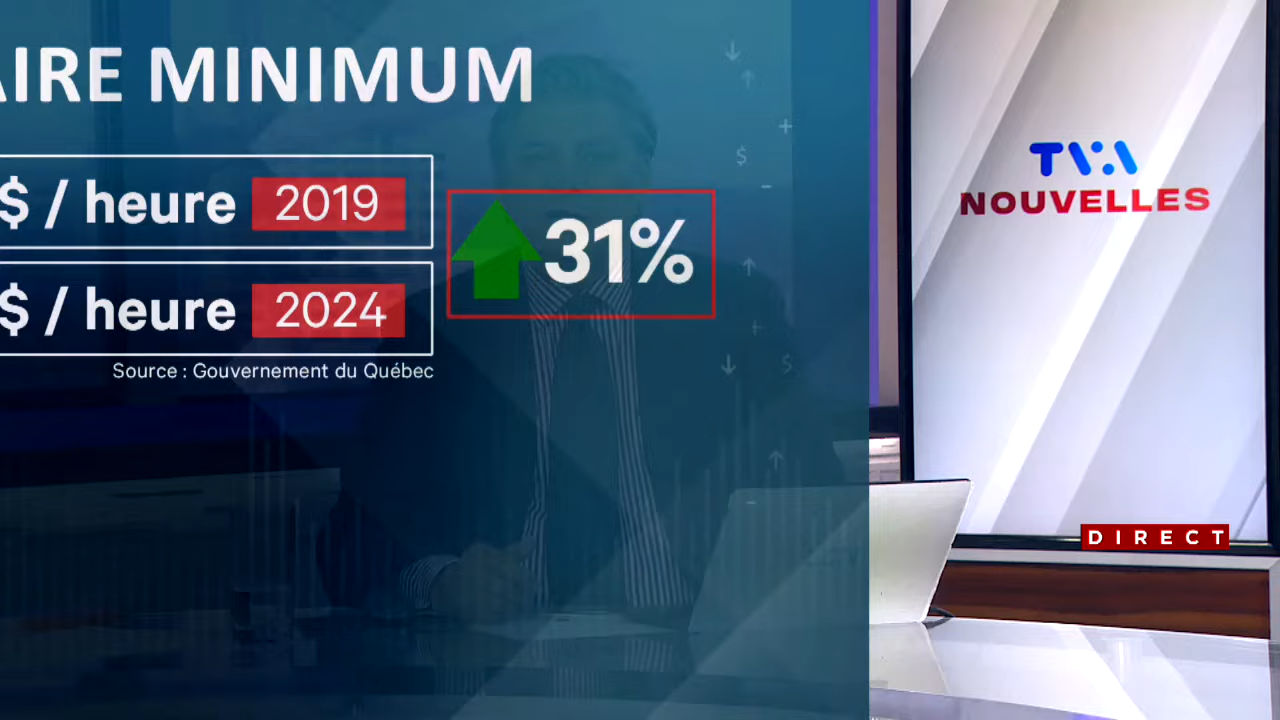 AIRE MINIMUM
$ / heure 2019
$ / heure 2024
31%
Source : Gouvernement du Québec
TVA
NOUVELLES
DIRECT